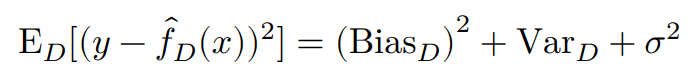 E_D[(y − f̂_D(x))²] = (Bias_D)² + Var_D + σ²